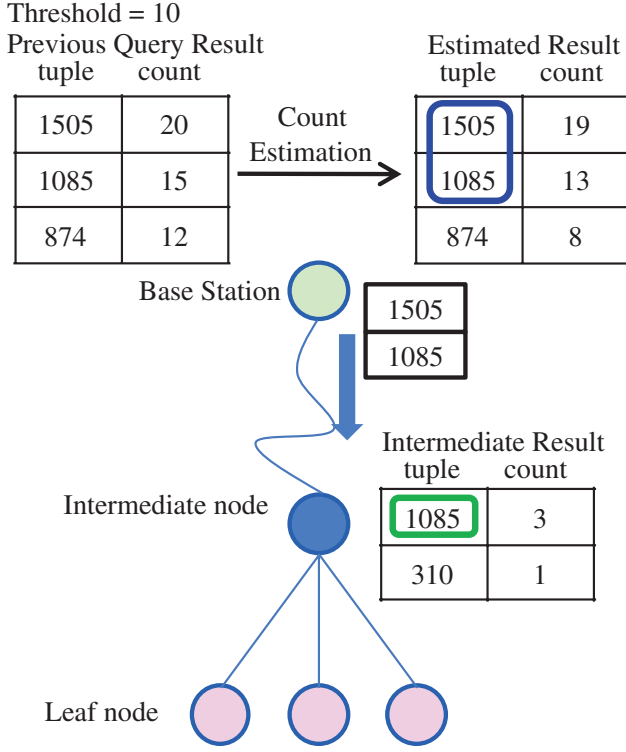 Threshold = 10
Previous Query Result
tuple count
1505 20
1085 15
874 12
Count
Estimation
Estimated Result
tuple count
1505 19
1085 13
874 8
Base Station
1505
1085
Intermediate Result
tuple count
1085 3
310 1
Intermediate node
Leaf node